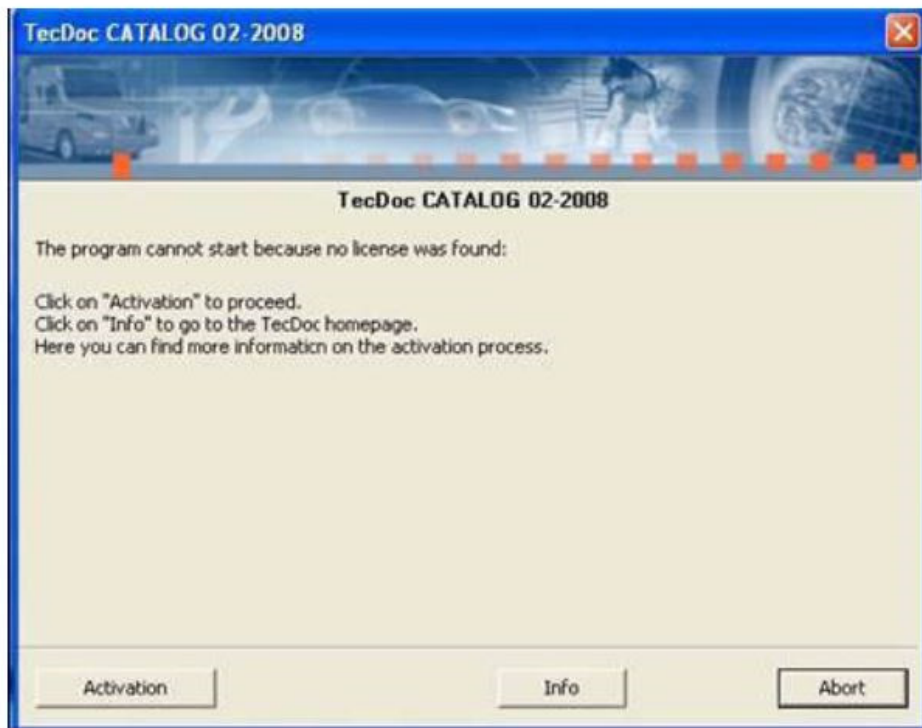 TecDoc CATALOG 02-2008
TecDoc CATALOG 02-2008
The program cannot start because no license was found:
Click on "Activation" to proceed.
Click on "Info" to go to the TecDoc homepage.
Here you can find more information on the activation process.
Activation Info Abort